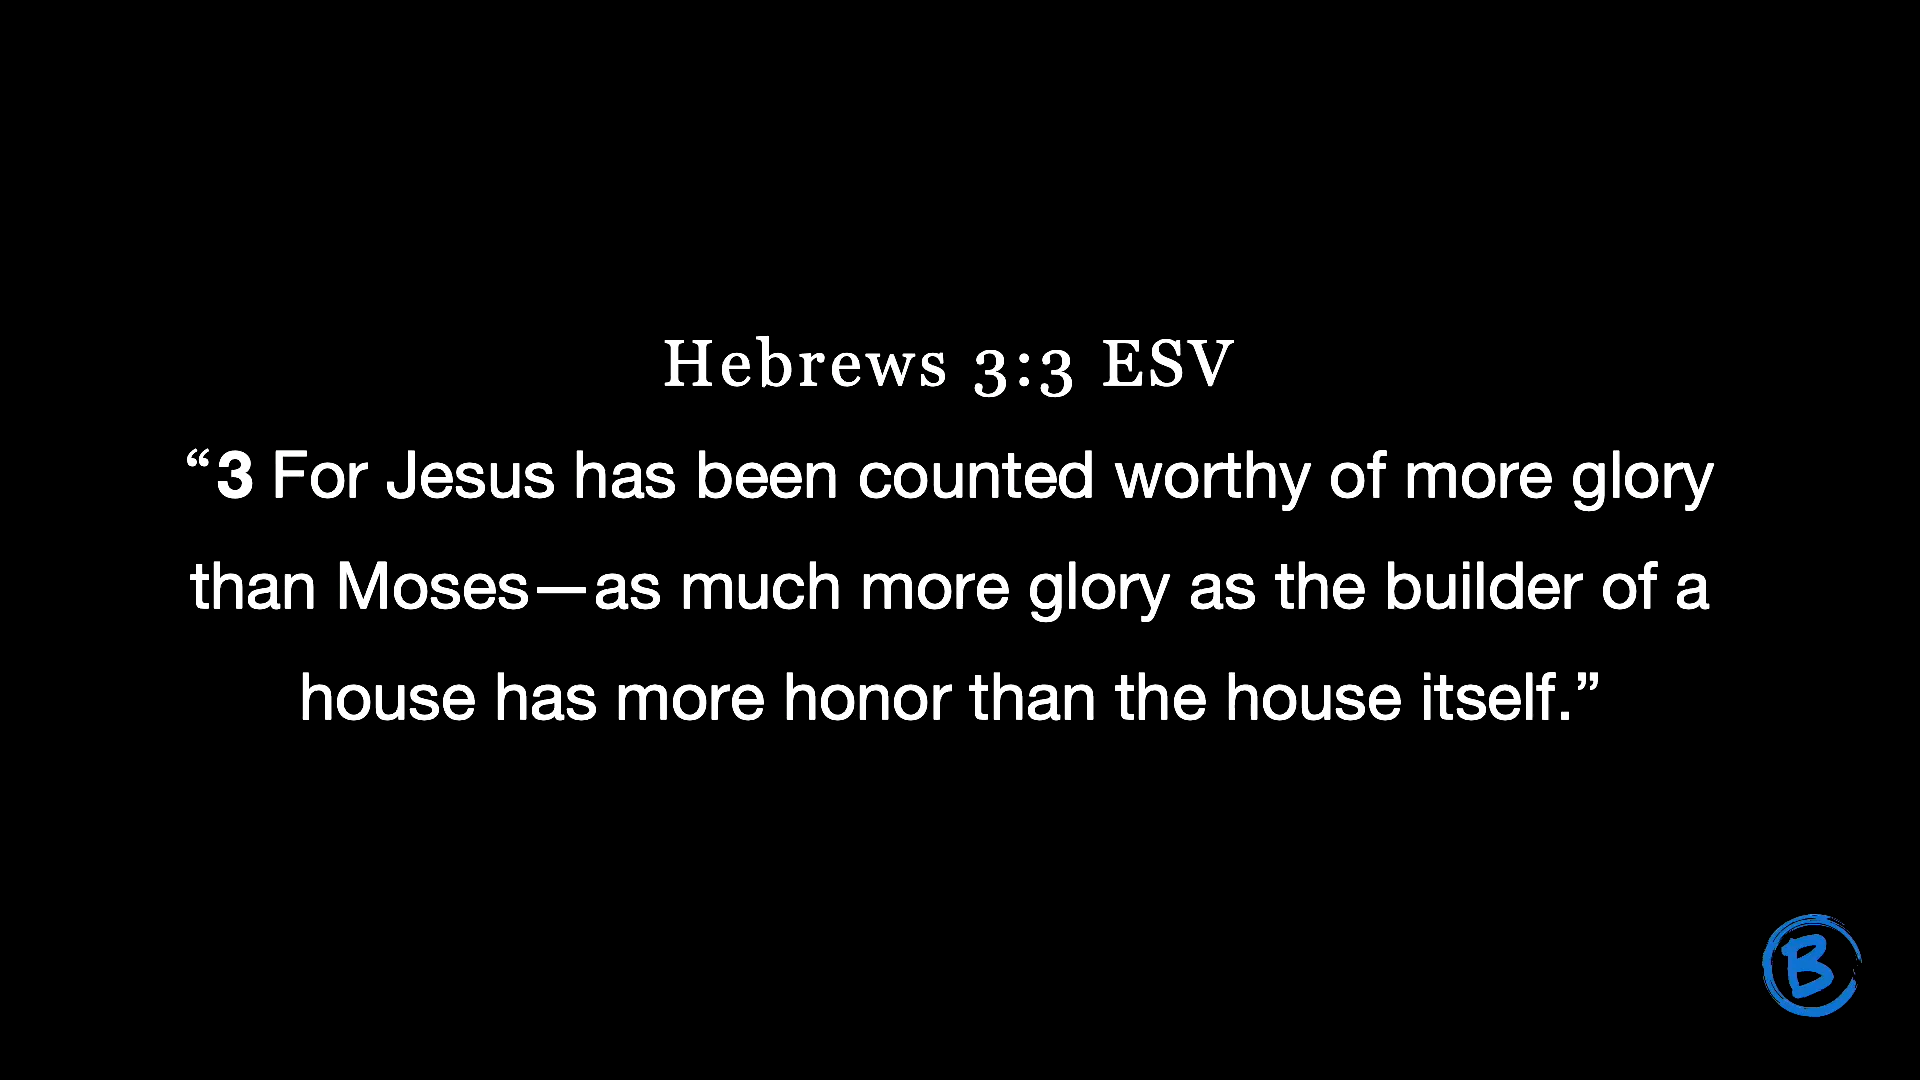 Hebrews 3:3 ESV
“3 For Jesus has been counted worthy of more glory
than Moses—as much more glory as the builder of a
house has more honor than the house itself.”
B